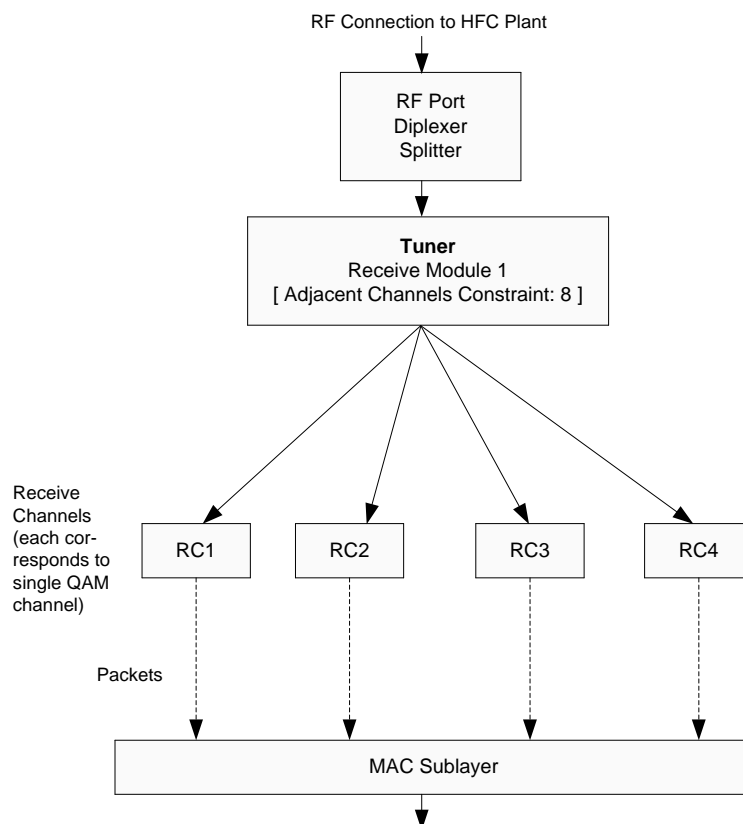 RF Connection to HFC Plant
RF Port
Diplexer
Splitter
Tuner
Receive Module 1
[ Adjacent Channels Constraint: 8 ]
Receive
Channels
(each cor-
responds to
single QAM
channel)
RC1
RC2
RC3
RC4
Packets
MAC Sublayer